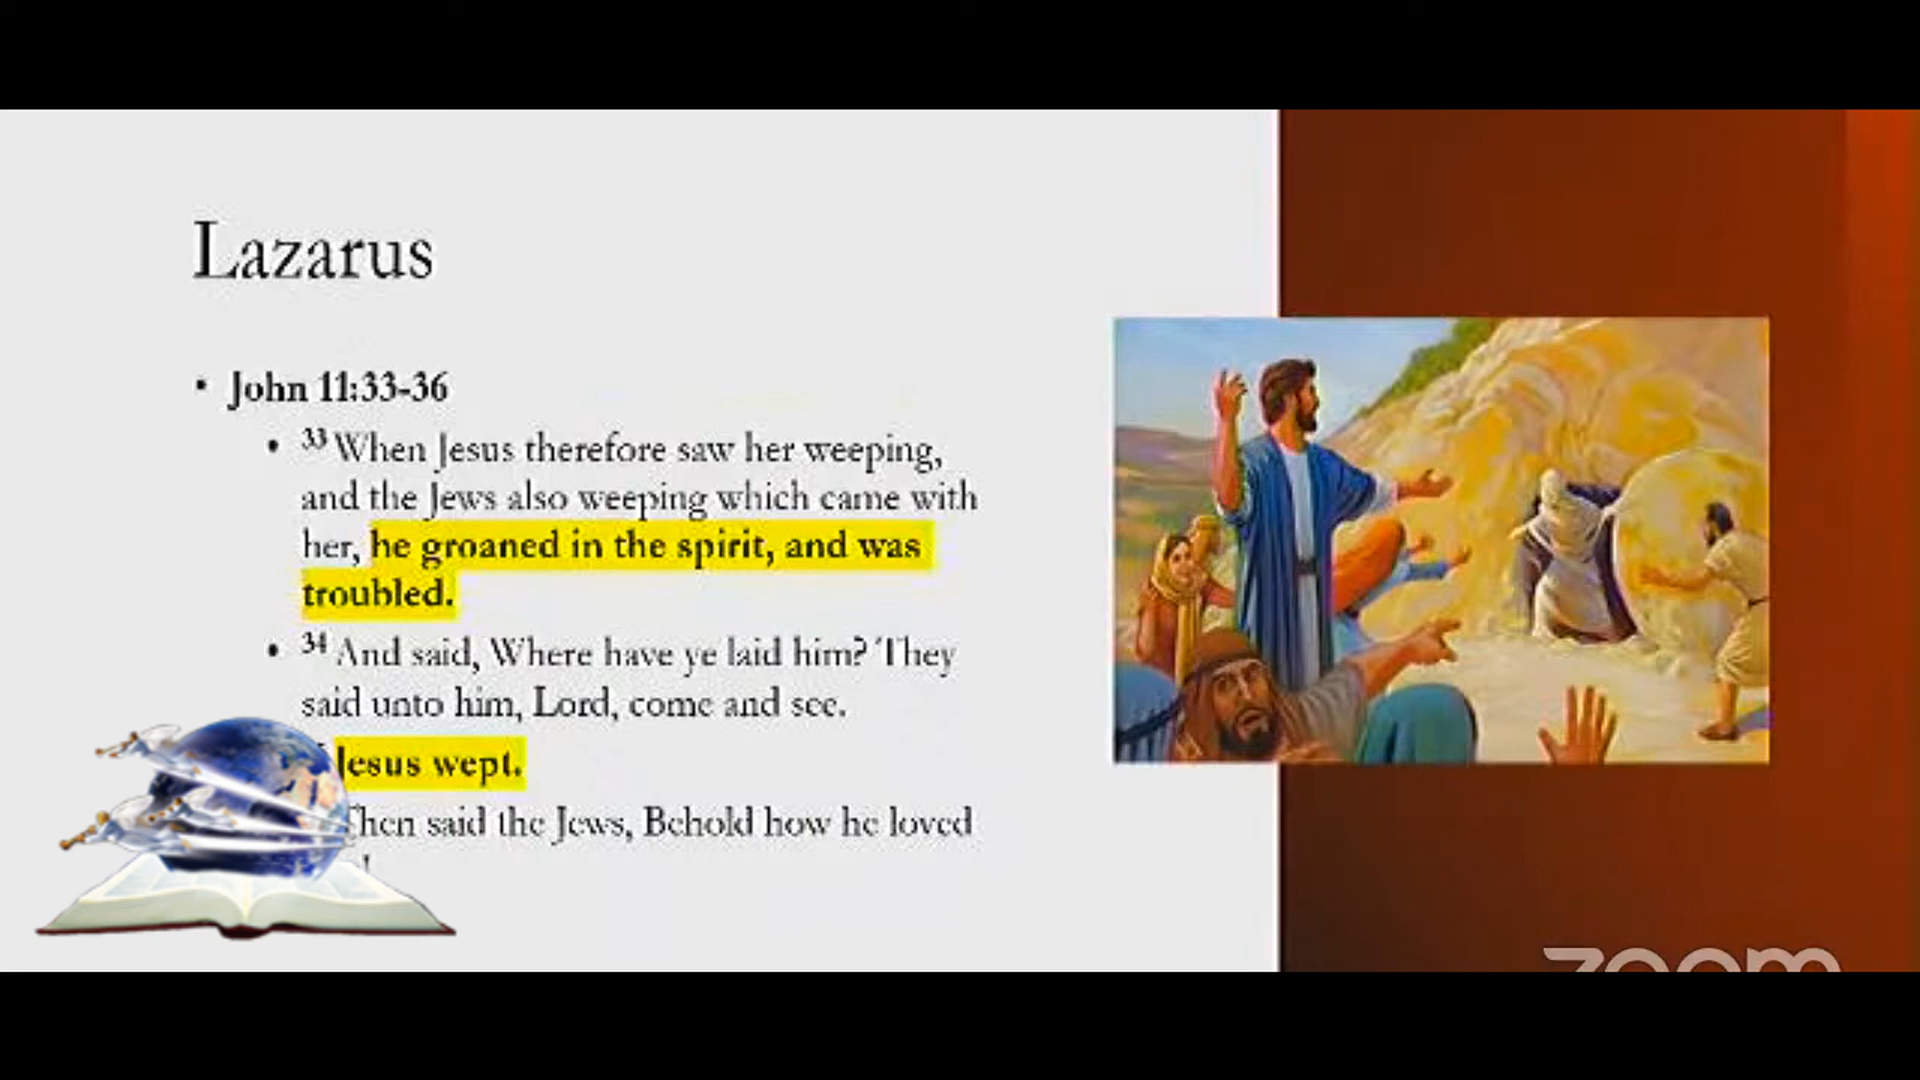 Lazarus
• John 11:33-36
• 33 When Jesus therefore saw her weeping,
and the Jews also weeping which came with
her, he groaned in the spirit, and was
troubled.
• 34 And said, Where have ye laid him? They
said unto him, Lord, come and see.
Jesus wept.
Then said the Jews, Behold how he loved
!
zoom